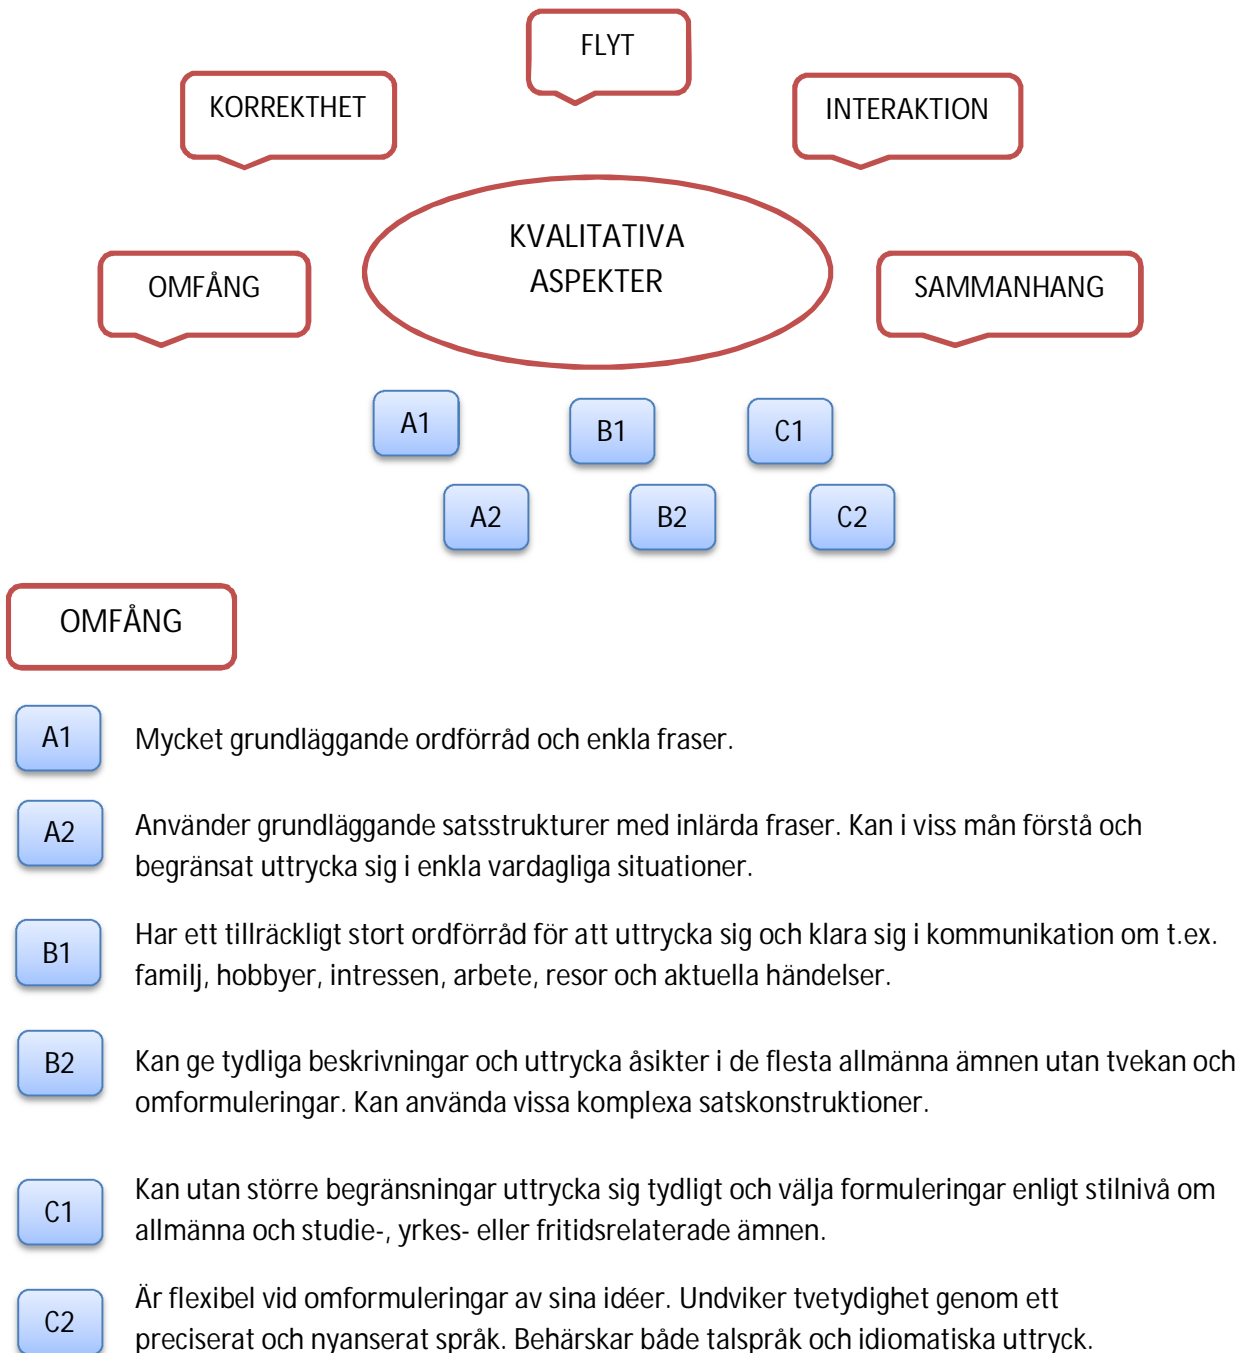 FLYT
KORREKTHET
INTERAKTION
KVALITATIVA
ASPEKTER
OMFÅNG
SAMMANHANG
A1
B1
C1
A2
B2
C2
OMFÅNG
A1
Mycket grundläggande ordförråd och enkla fraser.
A2
Använder grundläggande satsstrukturer med inlärda fraser. Kan i viss mån förstå och
begränsat uttrycka sig i enkla vardagliga situationer.
B1
Har ett tillräckligt stort ordförråd för att uttrycka sig och klara sig i kommunikation om t.ex.
familj, hobbyer, intressen, arbete, resor och aktuella händelser.
B2
Kan ge tydliga beskrivningar och uttrycka åsikter i de flesta allmänna ämnen utan tvekan och
omformuleringar. Kan använda vissa komplexa satskonstruktioner.
C1
Kan utan större begränsningar uttrycka sig tydligt och välja formuleringar enligt stilnivå om
allmänna och studie-, yrkes- eller fritidsrelaterade ämnen.
C2
Är flexibel vid omformuleringar av sina idéer. Undviker tvetydighet genom ett
preciserat och nyanserat språk. Behärskar både talspråk och idiomatiska uttryck.